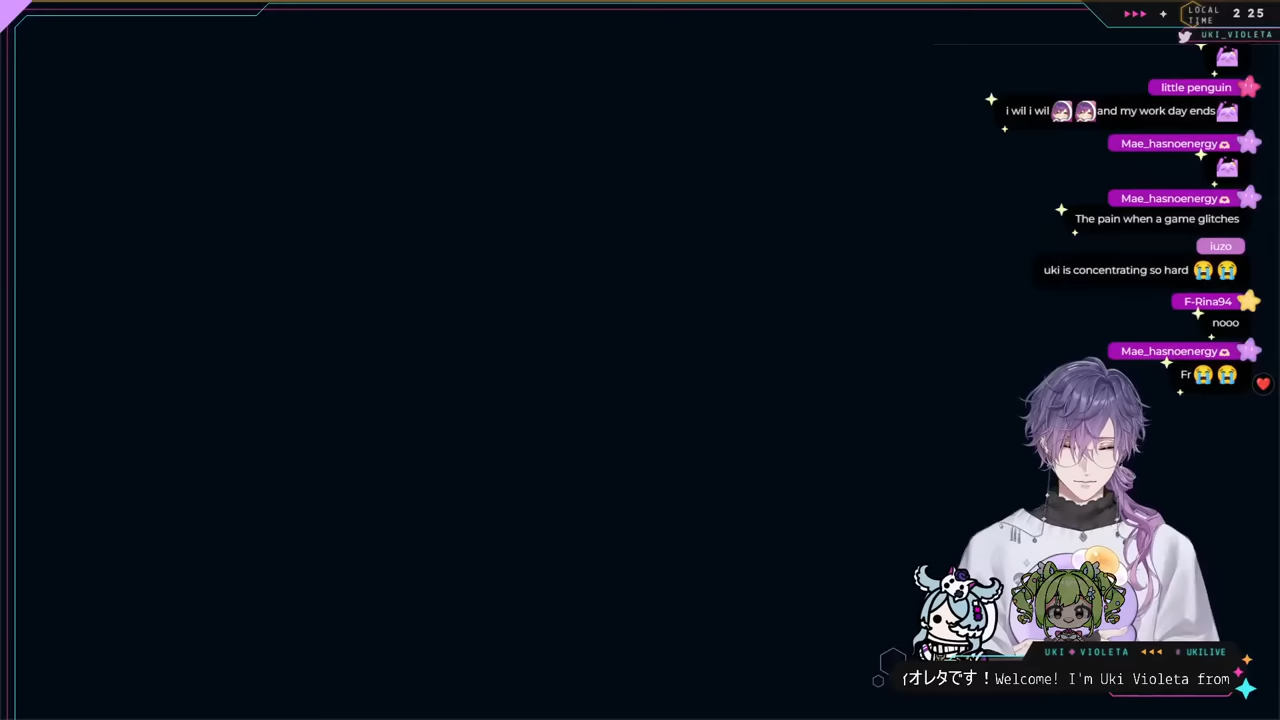 LOCAL
TIME
2 25
UKI_VIOLETA
little penguin
i wil i wil and my work day ends
Mae_hasnoenergy
Mae_hasnoenergy
The pain when a game glitches
iuzo
uki is concentrating so hard 😭😭
F-Rina94
nooo
Mae_hasnoenergy
Fr 😭😭
UKI VIOLETA
UKILIVE
オレタです！Welcome! I'm Uki Violeta from